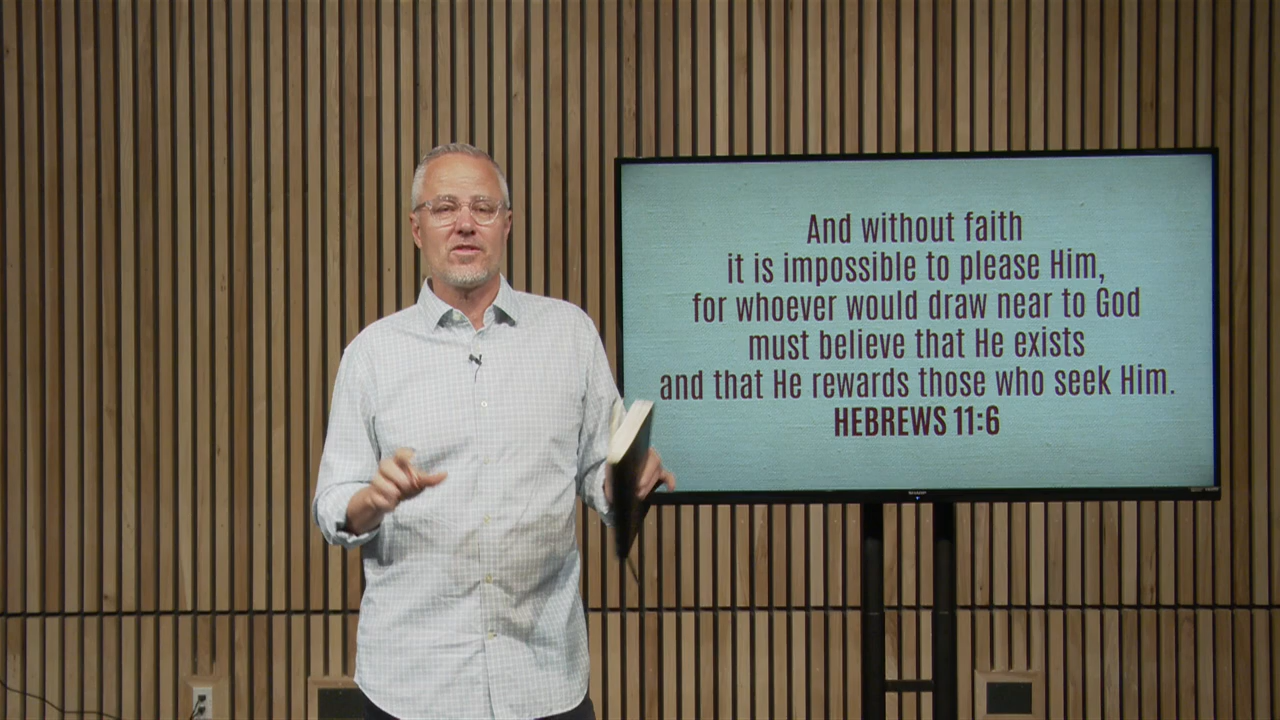 And without faith
it is impossible to please Him,
for whoever would draw near to God
must believe that He exists
and that He rewards those who seek Him.
HEBREWS 11:6
SHARP